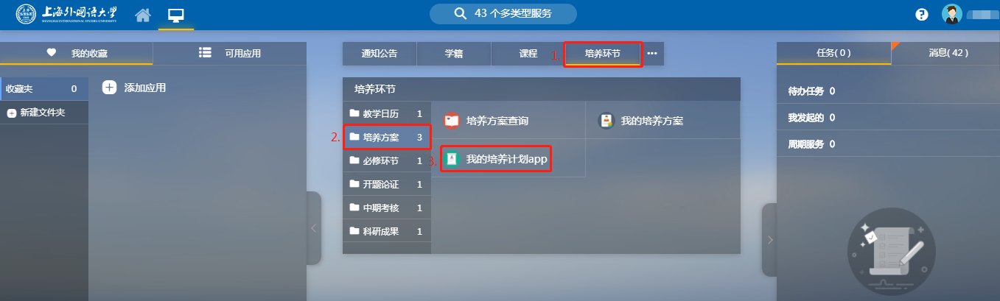 上海外国语大学
SHANGHAI INTERNATIONAL STUDIES UNIVERSITY
43 个多类型服务
我的收藏
可用应用
收藏夹 0
新建文件夹
添加应用
通知公告
学籍
课程
1.
培养环节
培养环节
教学日历 1
2.
培养方案 3
必修环节 1
开题论证 1
中期考核 1
科研成果 1
培养方案查询
我的培养方案
3.
我的培养计划app
任务( 0 )
消息( 42 )
待办任务 0
我发起的 0
周期服务 0